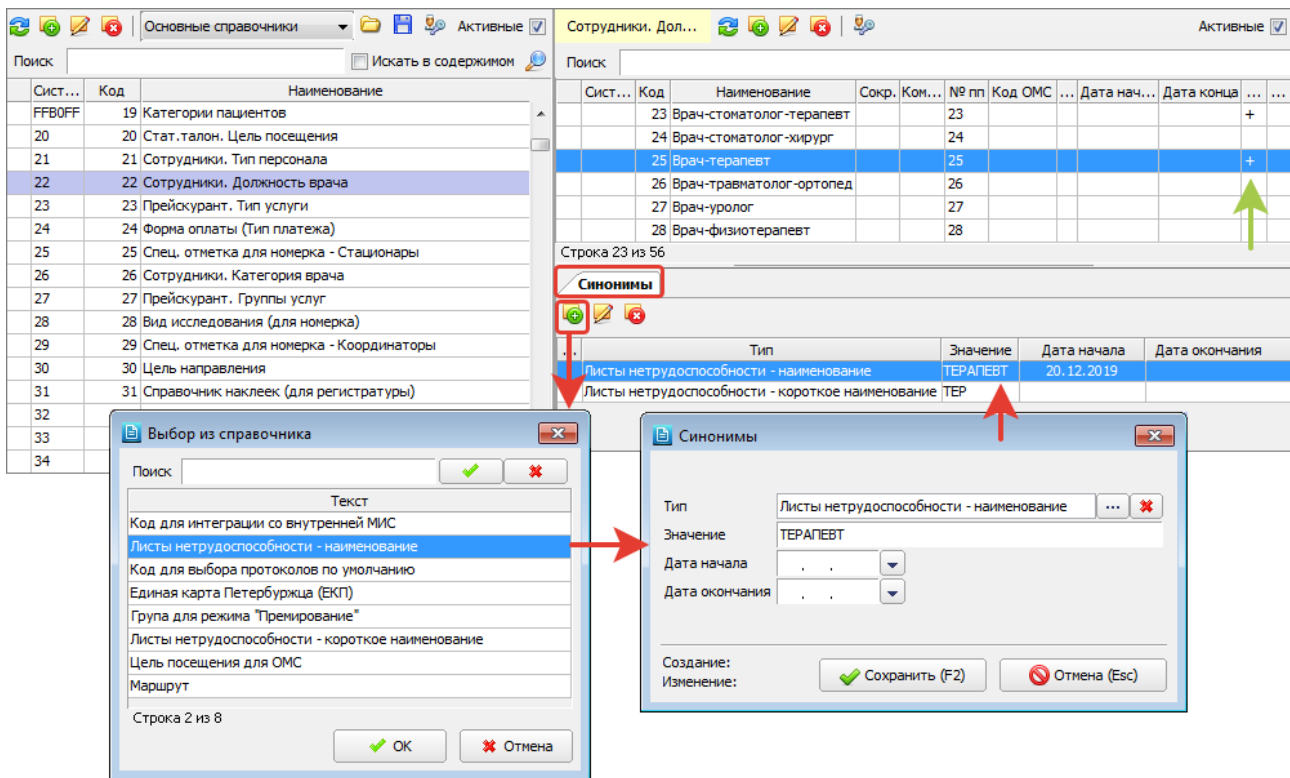 Основные справочники Активные
Поиск Искать в содержимом
Сист... Код Наименование
FFB0FF 19 Категории пациентов
20 20 Стат.талон. Цель посещения
21 21 Сотрудники. Тип персонала
22 22 Сотрудники. Должность врача
23 23 Прейскурант. Тип услуги
24 24 Форма оплаты (Тип платежа)
25 25 Спец. отметка для номерка - Стационары
26 26 Сотрудники. Категория врача
27 27 Прейскурант. Группы услуг
28 28 Вид исследования (для номерка)
29 29 Спец. отметка для номерка - Координаторы
30 30 Цель направления
31 31 Справочник наклеек (для регистратуры)
32
33
34
Сотрудники. Дол... Активные
Поиск
Сист... Код Наименование Сокр. Ком... № пп Код ОМС ... Дата нач... Дата конца ... ...
23 Врач-стоматолог-терапевт 23 +
24 Врач-стоматолог-хирург 24
25 Врач-терапевт 25 +
26 Врач-травматолог-ортопед 26
27 Врач-уролог 27
28 Врач-физиотерапевт 28
Строка 23 из 56
Синонимы
... Тип Значение Дата начала Дата окончания
Листы нетрудоспособности - наименование ТЕРАПЕВТ 20.12.2019
Листы нетрудоспособности - короткое наименование ТЕР
Выбор из справочника
Поиск
Текст
Код для интеграции со внутренней МИС
Листы нетрудоспособности - наименование
Код для выбора протоколов по умолчанию
Единая карта Петербуржца (ЕКП)
Група для режима "Премирование"
Листы нетрудоспособности - короткое наименование
Цель посещения для ОМС
Маршрут
Строка 2 из 8
ОК Отмена
Синонимы
Тип Листы нетрудоспособности - наименование ...
Значение ТЕРАПЕВТ
Дата начала . .
Дата окончания . .
Создание:
Изменение:
Сохранить (F2) Отмена (Esc)